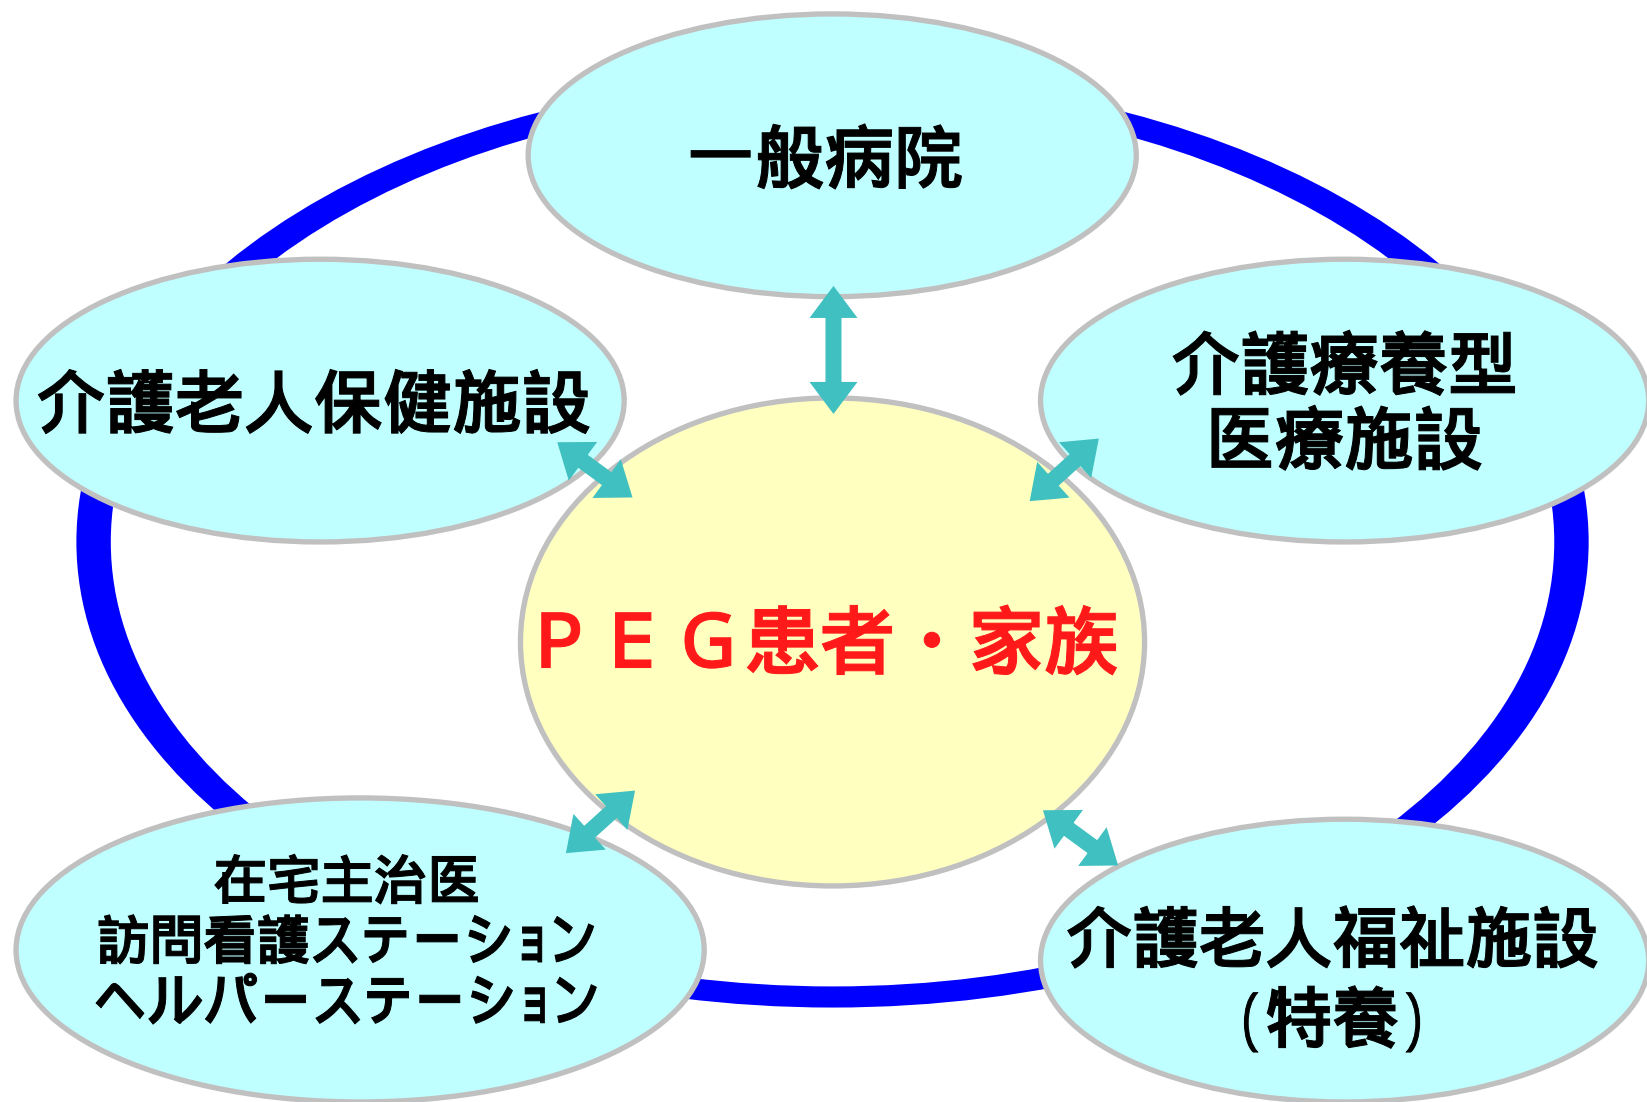 一般病院
介護老人保健施設
介護療養型
医療施設
ＰＥＧ患者・家族
在宅主治医
訪問看護ステーション
ヘルパーステーション
介護老人福祉施設
(特養)